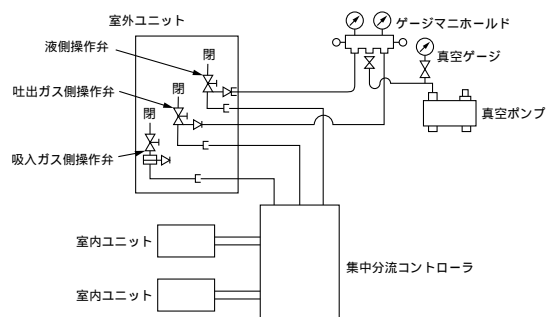 室外ユニット
ゲージマニホールド
液側操作弁
閉
真空ゲージ
吐出ガス側操作弁
閉
真空ポンプ
閉
吸入ガス側操作弁
室内ユニット
集中分流コントローラ
室内ユニット